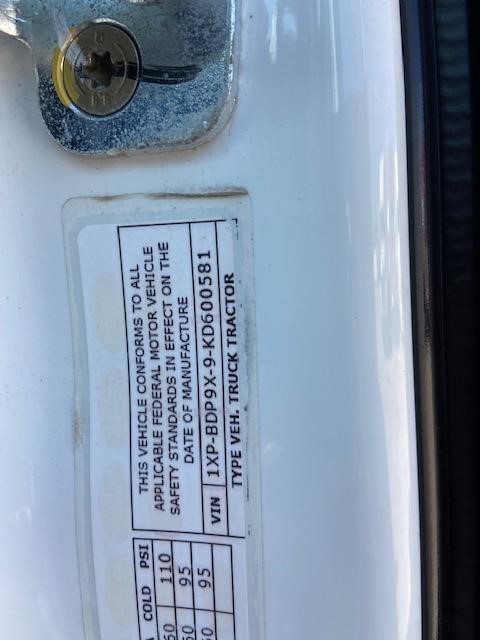 THIS VEHICLE CONFORMS TO ALL
APPLICABLE FEDERAL MOTOR VEHICLE
SAFETY STANDARDS IN EFFECT ON THE
DATE OF MANUFACTURE
VIN 1XP-BDP9X-9-KD600581
TYPE VEH. TRUCK TRACTOR
COLD PSI
110
95
95